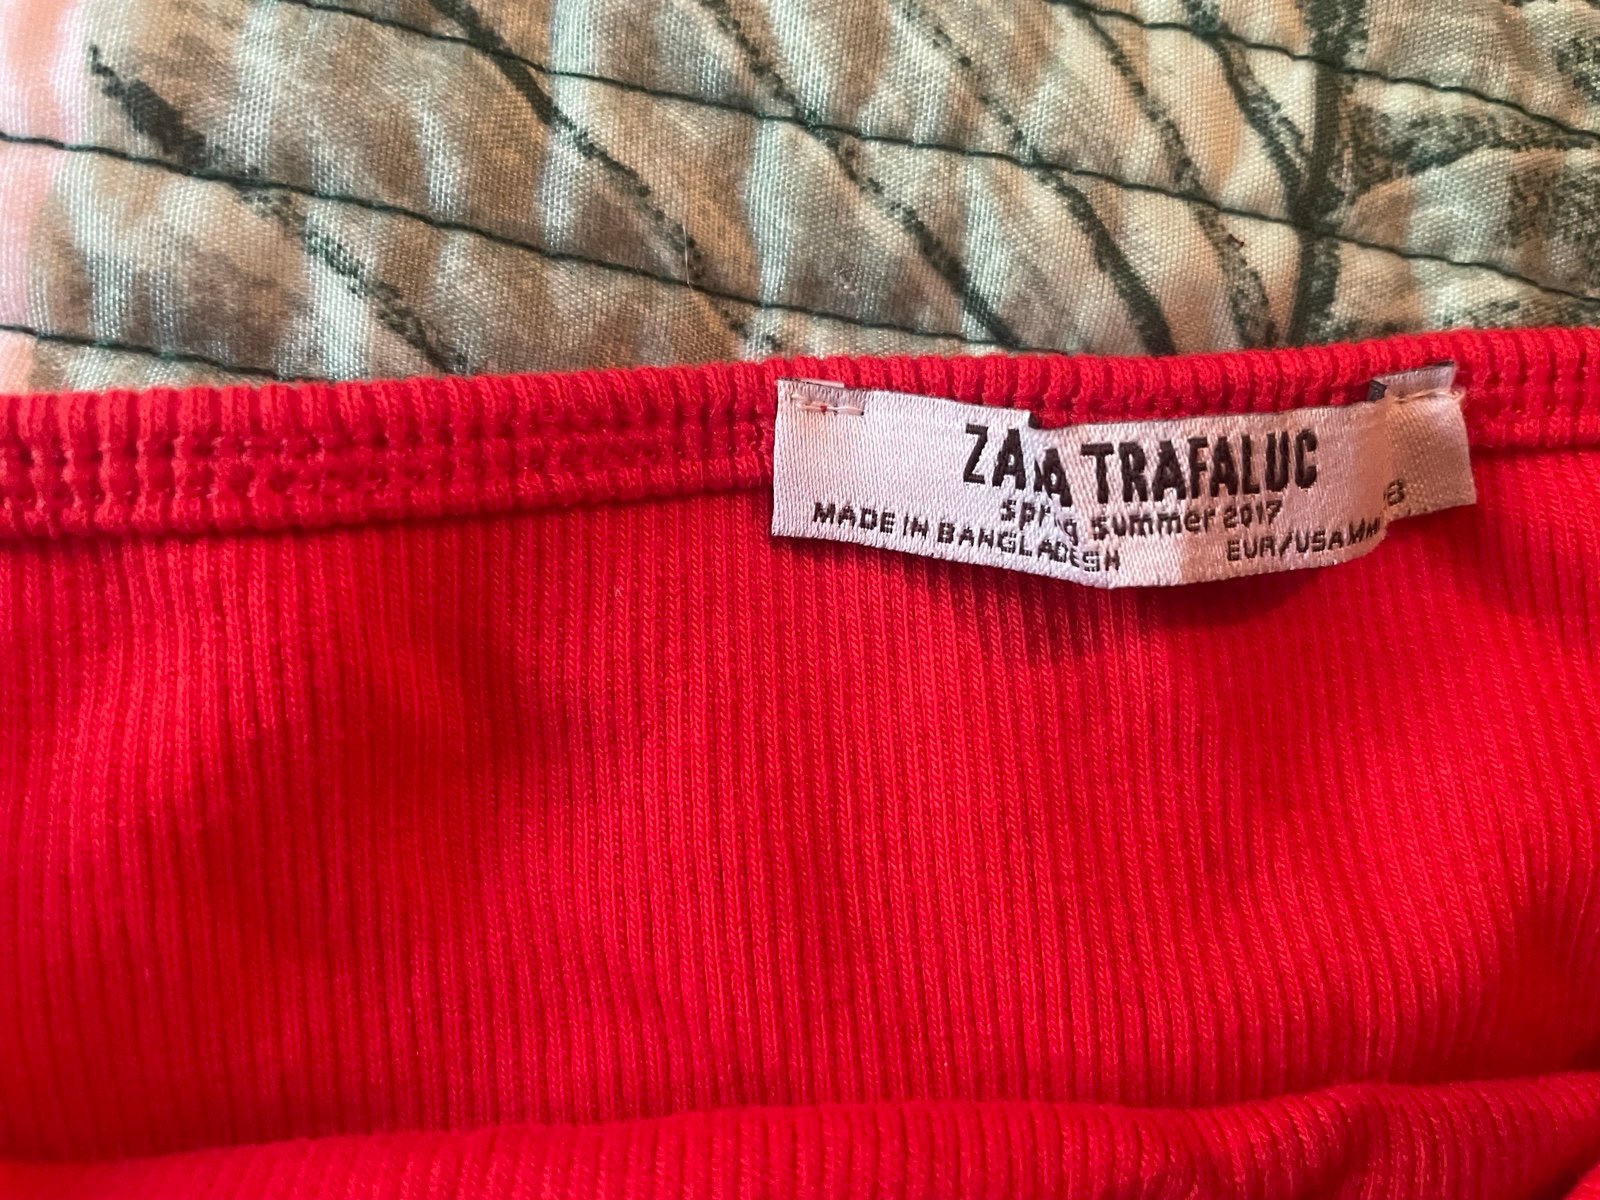 ZARA TRAFALUC
spring summer 2017
MADE IN BANGLADESH EUR/USA M